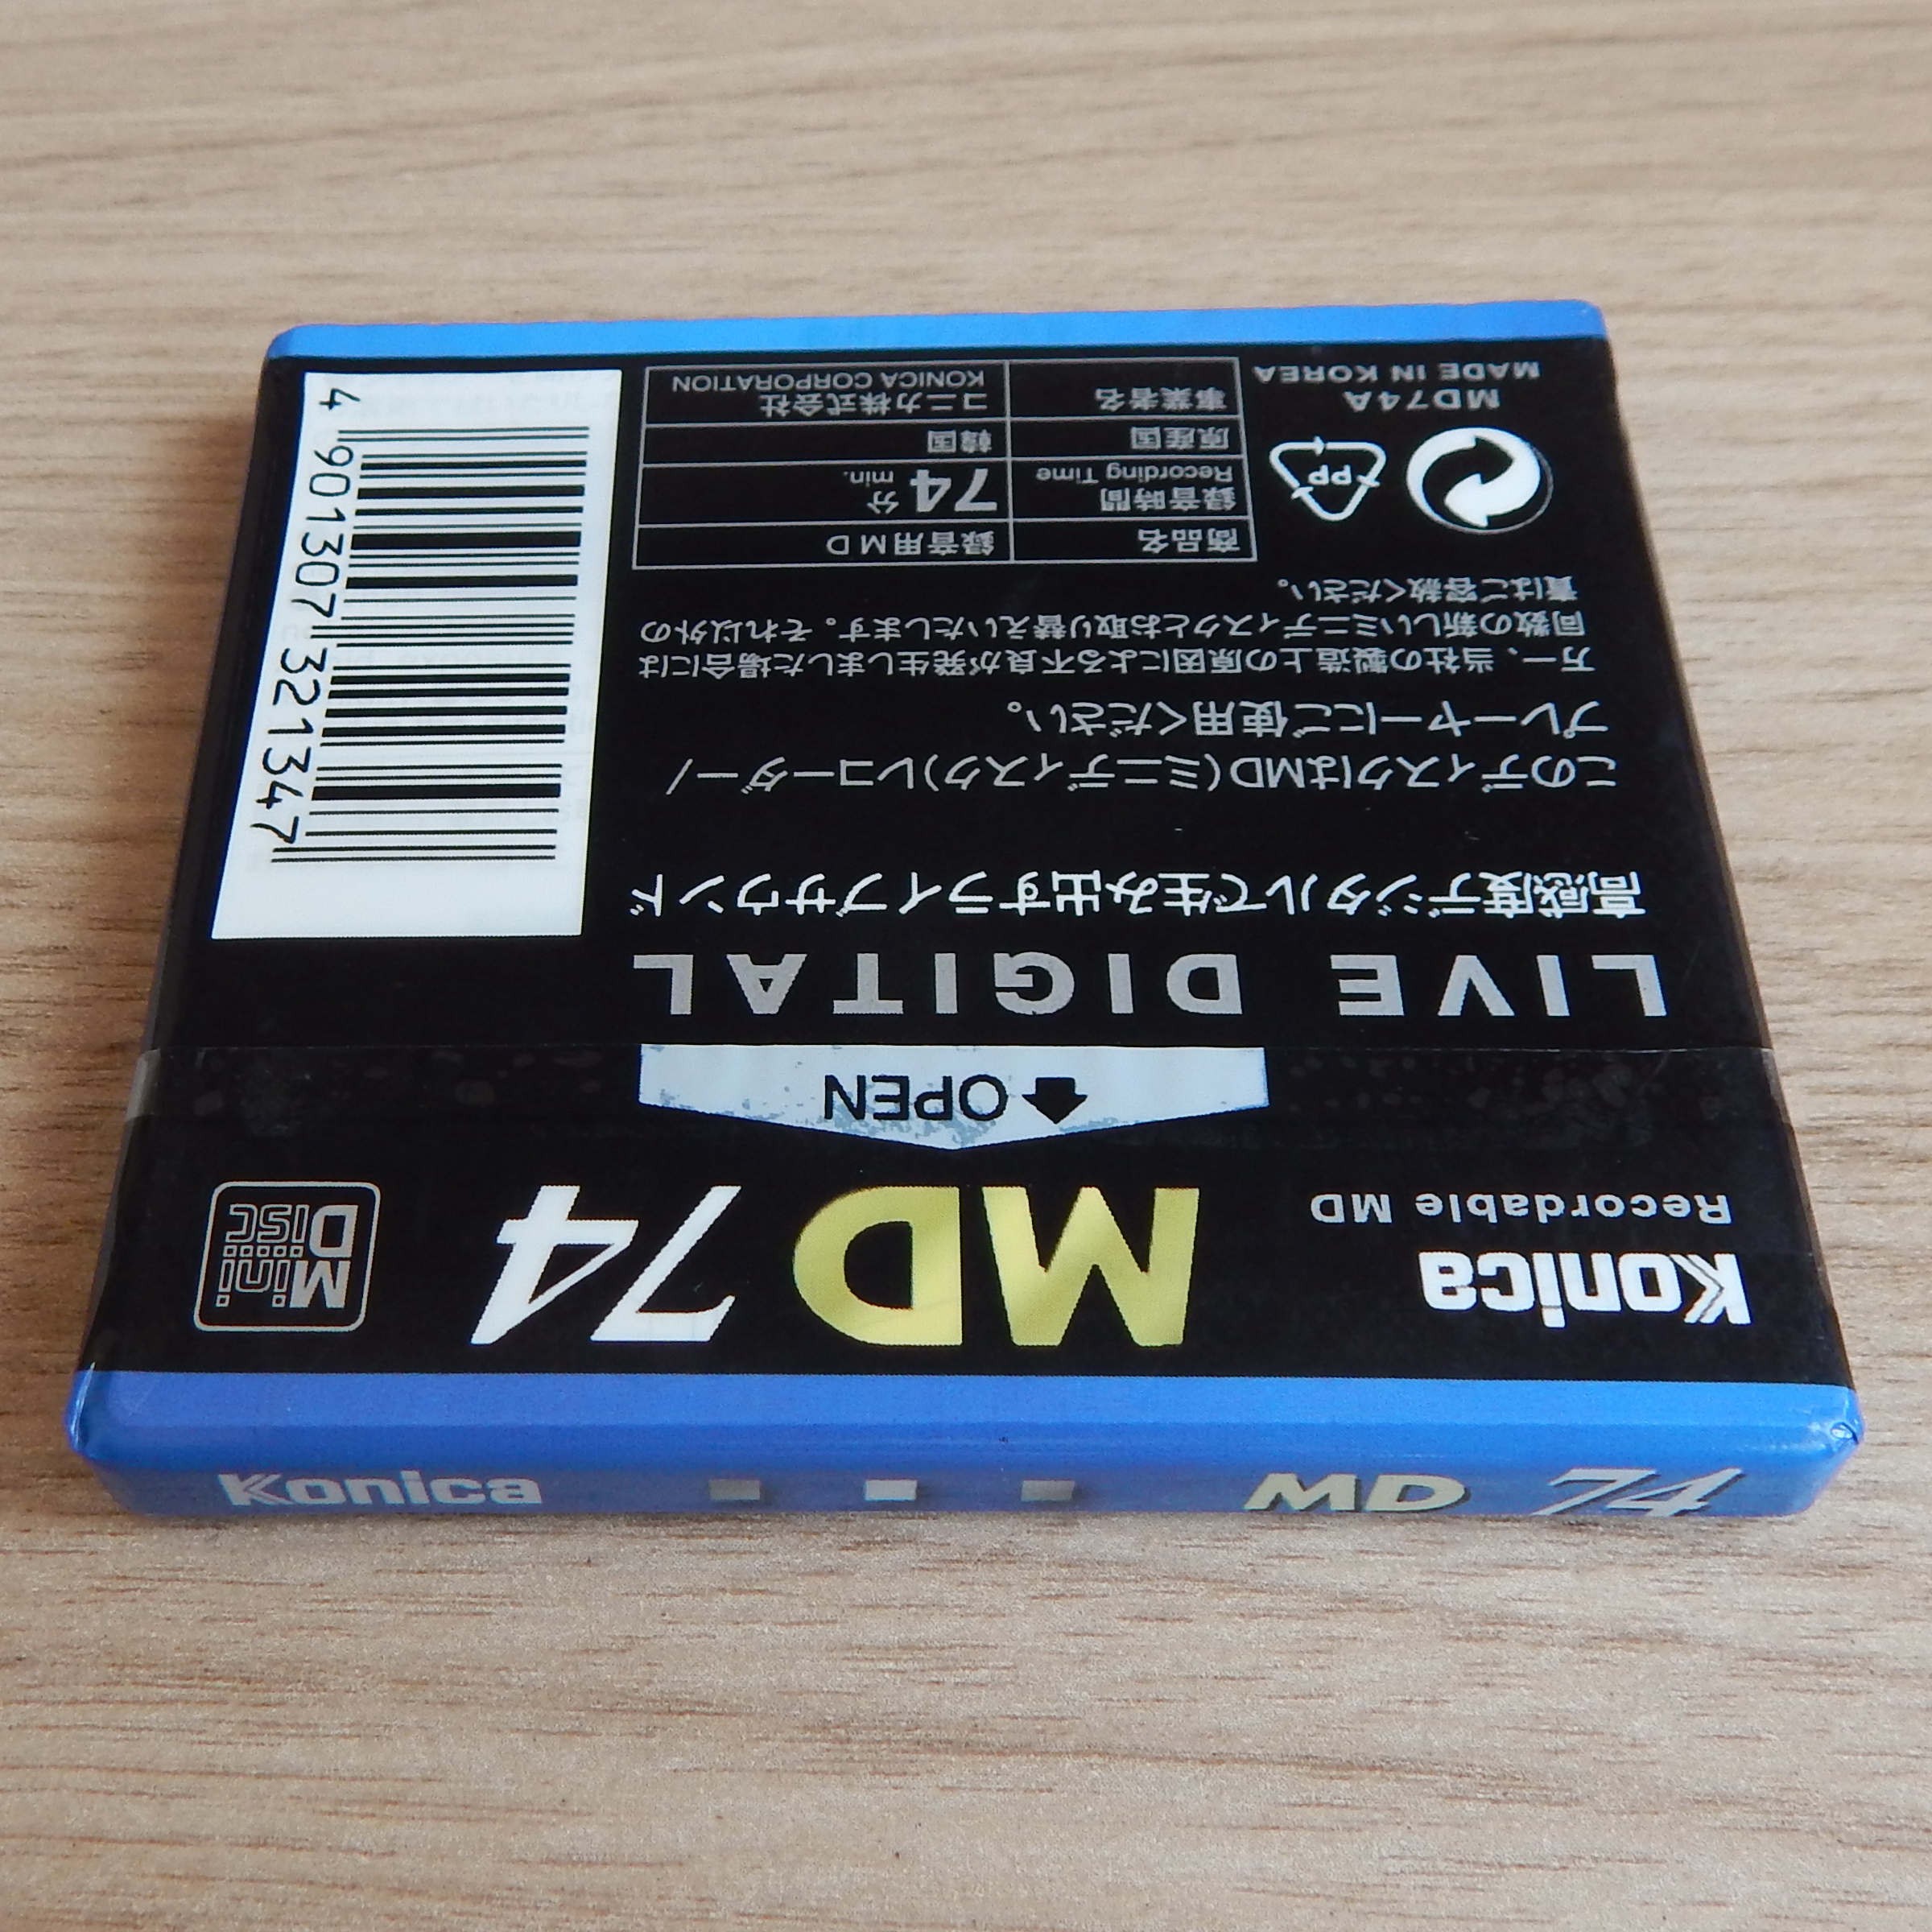 Konica
Recordable MD
MD74
Mini
DISC
OPEN
LIVE DIGITAL
高感度デジタルで生み出すライブサウンド
このディスクはMD(ミニディスク)レコーダー/
プレーヤーにご使用ください。
万一、当社の製造上の原因による不良が発生しました場合には
同数の新しいミニディスクとお取り替えいたします。それ以外の
責はご容赦ください。
商品名 録音用MD
録音時間 74分
Recording Time min.
原産国 韓国
事業者名 コニカ株式会社
KONICA CORPORATION
PP
MD74A
MADE IN KOREA
4 901307 321347
Konica MD 74